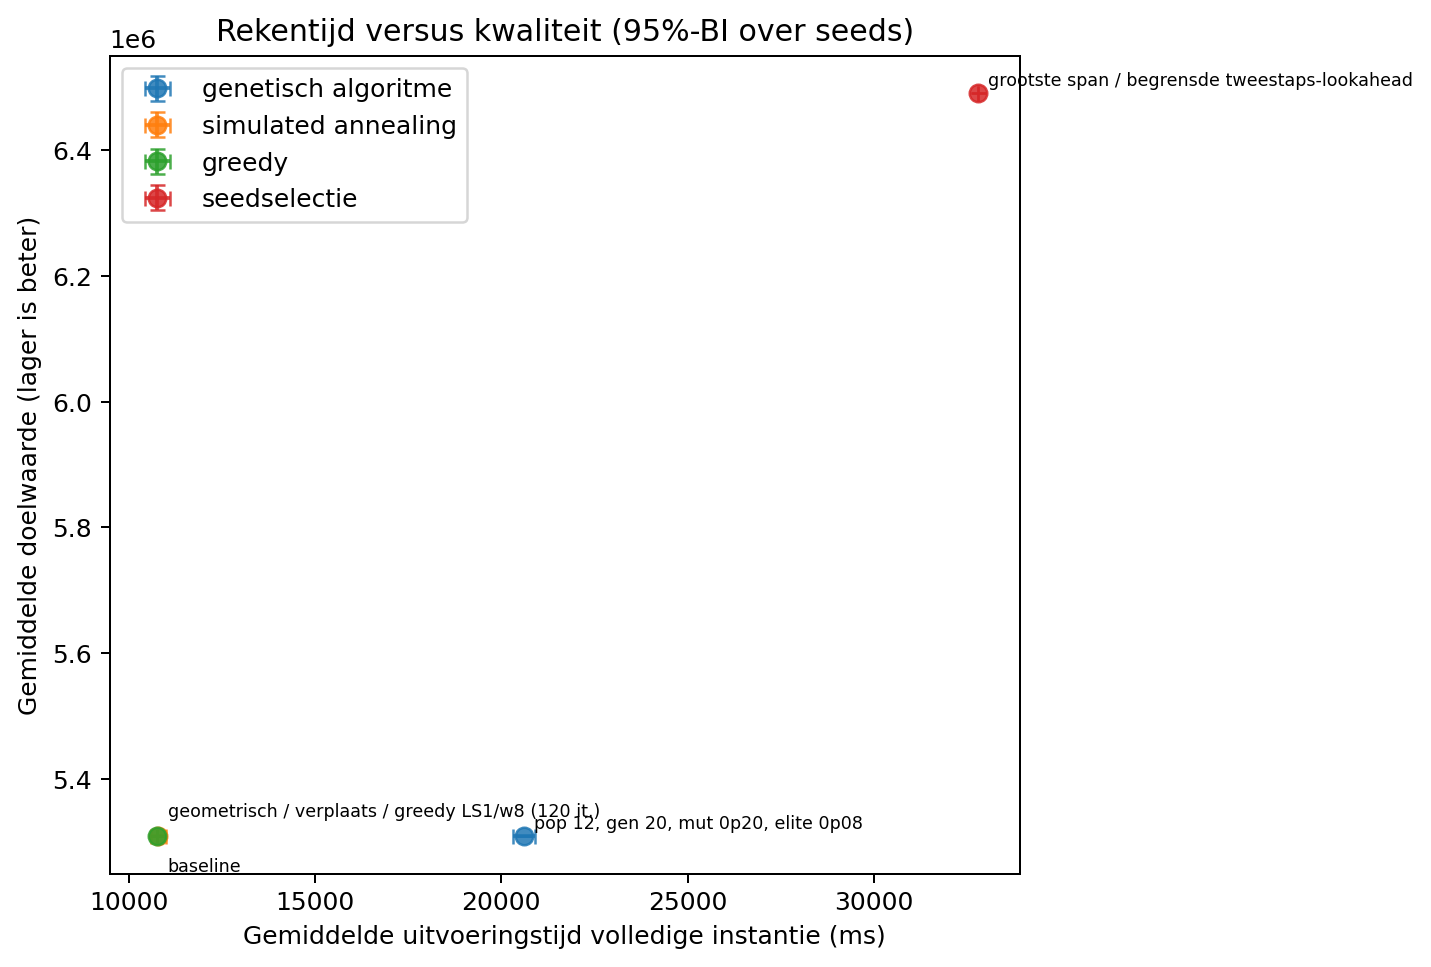 Rekentijd versus kwaliteit (95%-BI over seeds)
1e6
genetisch algoritme
simulated annealing
greedy
seedselectie
grootste span / begrensde tweestaps-lookahead
6.4
6.2
6.0
5.8
5.6
5.4
Gemiddelde doelwaarde (lager is beter)
geometrisch / verplaats / greedy LS1/w8 (120 it.)
pop 12, gen 20, mut 0p20, elite 0p08
baseline
10000 15000 20000 25000 30000
Gemiddelde uitvoeringstijd volledige instantie (ms)